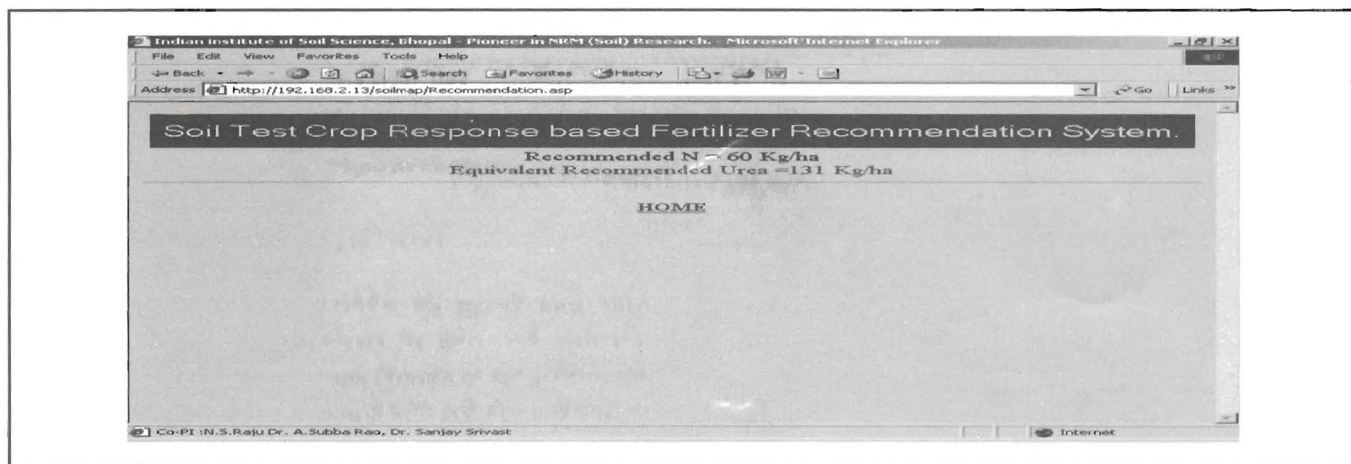 Indian institute of Soil Science, Bhopal - Pioneer in NRM (Soil) Research. - Microsoft Internet Explorer
File Edit View Favorites Tools Help
Back Search Favorites History
Address http://192.168.2.13/soilmap/Recommendation.asp Go Links »
Soil Test Crop Response based Fertilizer Recommendation System.
Recommended N = 60 Kg/ha
Equivalent Recommended Urea =131 Kg/ha
HOME
Co-PI :N.S.Raju Dr. A.Subba Rao, Dr. Sanjay Srivast Internet